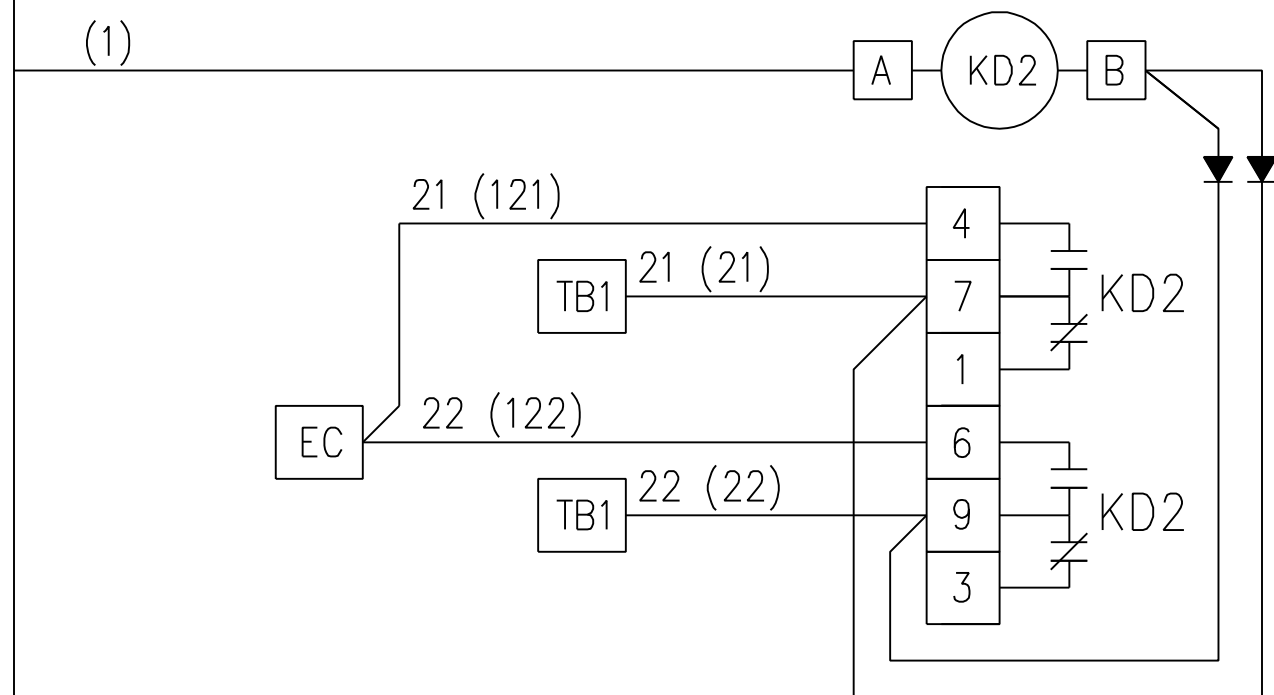 (1)
A KD2 B
21 (121)
4
TB1 21 (21) 7 KD2
1
22 (122)
EC 6
TB1 22 (22) 9 KD2
3